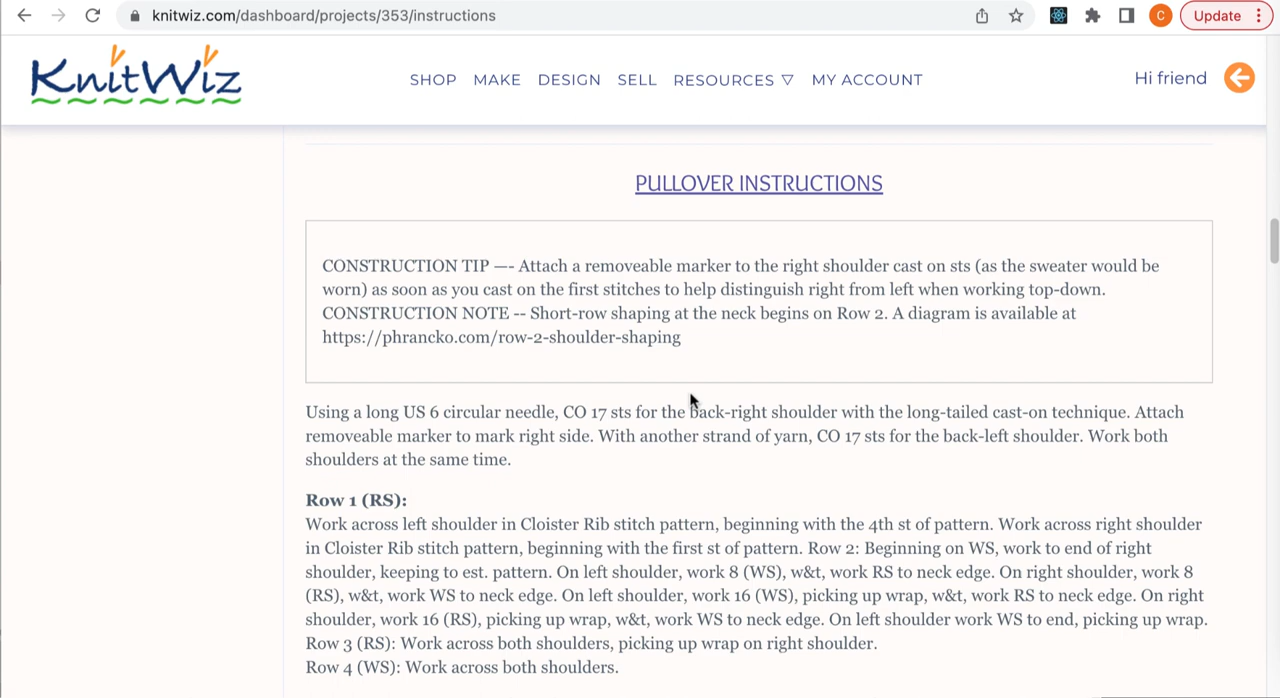 knitwiz.com/dashboard/projects/353/instructions
C
Update
KnitWiz
SHOP MAKE DESIGN SELL RESOURCES ▽ MY ACCOUNT
Hi friend
PULLOVER INSTRUCTIONS
CONSTRUCTION TIP —- Attach a removeable marker to the right shoulder cast on sts (as the sweater would be
worn) as soon as you cast on the first stitches to help distinguish right from left when working top-down.
CONSTRUCTION NOTE -- Short-row shaping at the neck begins on Row 2. A diagram is available at
https://phrancko.com/row-2-shoulder-shaping
Using a long US 6 circular needle, CO 17 sts for the back-right shoulder with the long-tailed cast-on technique. Attach
removeable marker to mark right side. With another strand of yarn, CO 17 sts for the back-left shoulder. Work both
shoulders at the same time.
Row 1 (RS):
Work across left shoulder in Cloister Rib stitch pattern, beginning with the 4th st of pattern. Work across right shoulder
in Cloister Rib stitch pattern, beginning with the first st of pattern. Row 2: Beginning on WS, work to end of right
shoulder, keeping to est. pattern. On left shoulder, work 8 (WS), w&t, work RS to neck edge. On right shoulder, work 8
(RS), w&t, work WS to neck edge. On left shoulder, work 16 (WS), picking up wrap, w&t, work RS to neck edge. On right
shoulder, work 16 (RS), picking up wrap, w&t, work WS to neck edge. On left shoulder work WS to end, picking up wrap.
Row 3 (RS): Work across both shoulders, picking up wrap on right shoulder.
Row 4 (WS): Work across both shoulders.